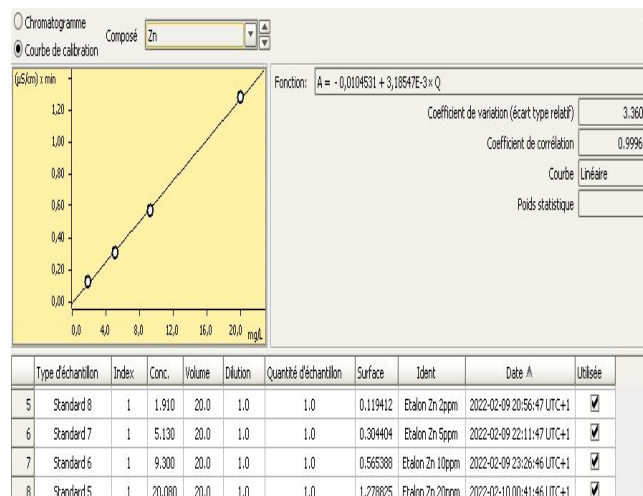 Chromatogramme
Courbe de calibration
Composé Zn
(µS/cm) x min
1,20
1,00
0,80
0,60
0,40
0,20
0,00
0,0 4,0 8,0 12,0 16,0 20,0 mg/L
Fonction: A = - 0,0104531 + 3,18547E-3 × Q
Coefficient de variation (écart type relatif) 3.360
Coefficient de corrélation 0.9996
Courbe Linéaire
Poids statistique
Type d'échantillon Index Conc. Volume Dilution Quantité d'échantillon Surface Ident Date Utilisée
5 Standard 8 1 1.910 20.0 1.0 1.0 0.119412 Etalon Zn 2ppm 2022-02-09 20:56:47 UTC+1
6 Standard 7 1 5.130 20.0 1.0 1.0 0.304404 Etalon Zn 5ppm 2022-02-09 22:11:47 UTC+1
7 Standard 6 1 9.300 20.0 1.0 1.0 0.565388 Etalon Zn 10ppm 2022-02-09 23:26:46 UTC+1
8 Standard 5 1 20.080 20.0 1.0 1.0 1.278825 Etalon Zn 20ppm 2022-02-10 00:41:46 UTC+1